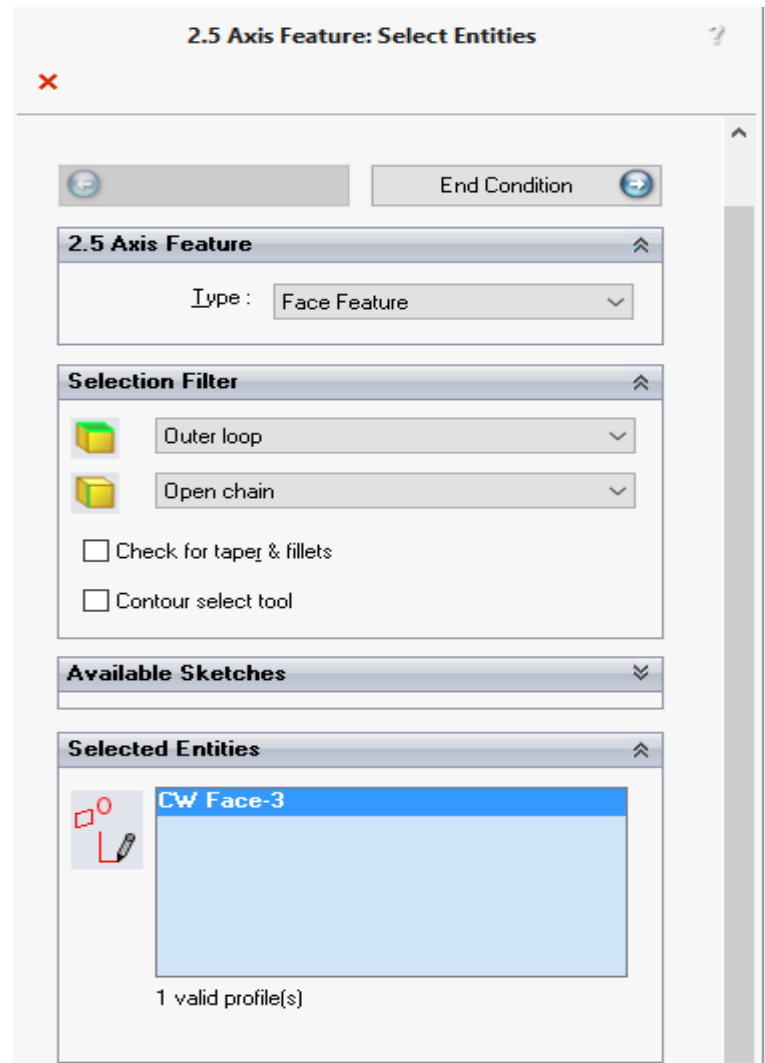 2.5 Axis Feature: Select Entities
?
End Condition
2.5 Axis Feature
Type :
Face Feature
Selection Filter
Outer loop
Open chain
Check for taper & fillets
Contour select tool
Available Sketches
Selected Entities
CW Face-3
1 valid profile(s)